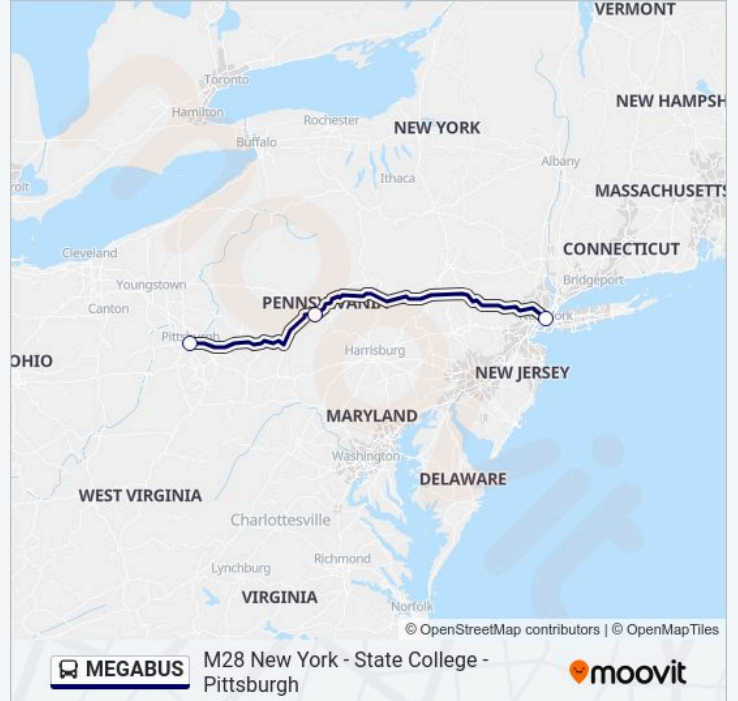 VERMONT
Toronto
NEW HAMPSH
Hamilton
Rochester
NEW YORK
Buffalo
Albany
Ithaca
roit
MASSACHUSETTS
CONNECTICUT
Cleveland
Bridgeport
Youngstown
PENNSYLVANIA
Canton
Pittsburgh
New York
Harrisburg
OHIO
NEW JERSEY
MARYLAND
Washington
DELAWARE
WEST VIRGINIA
Charlottesville
Richmond
Lynchburg
VIRGINIA
Norfolk
© OpenStreetMap contributors | © OpenMapTiles
MEGABUS
M28 New York - State College -
Pittsburgh
moovit